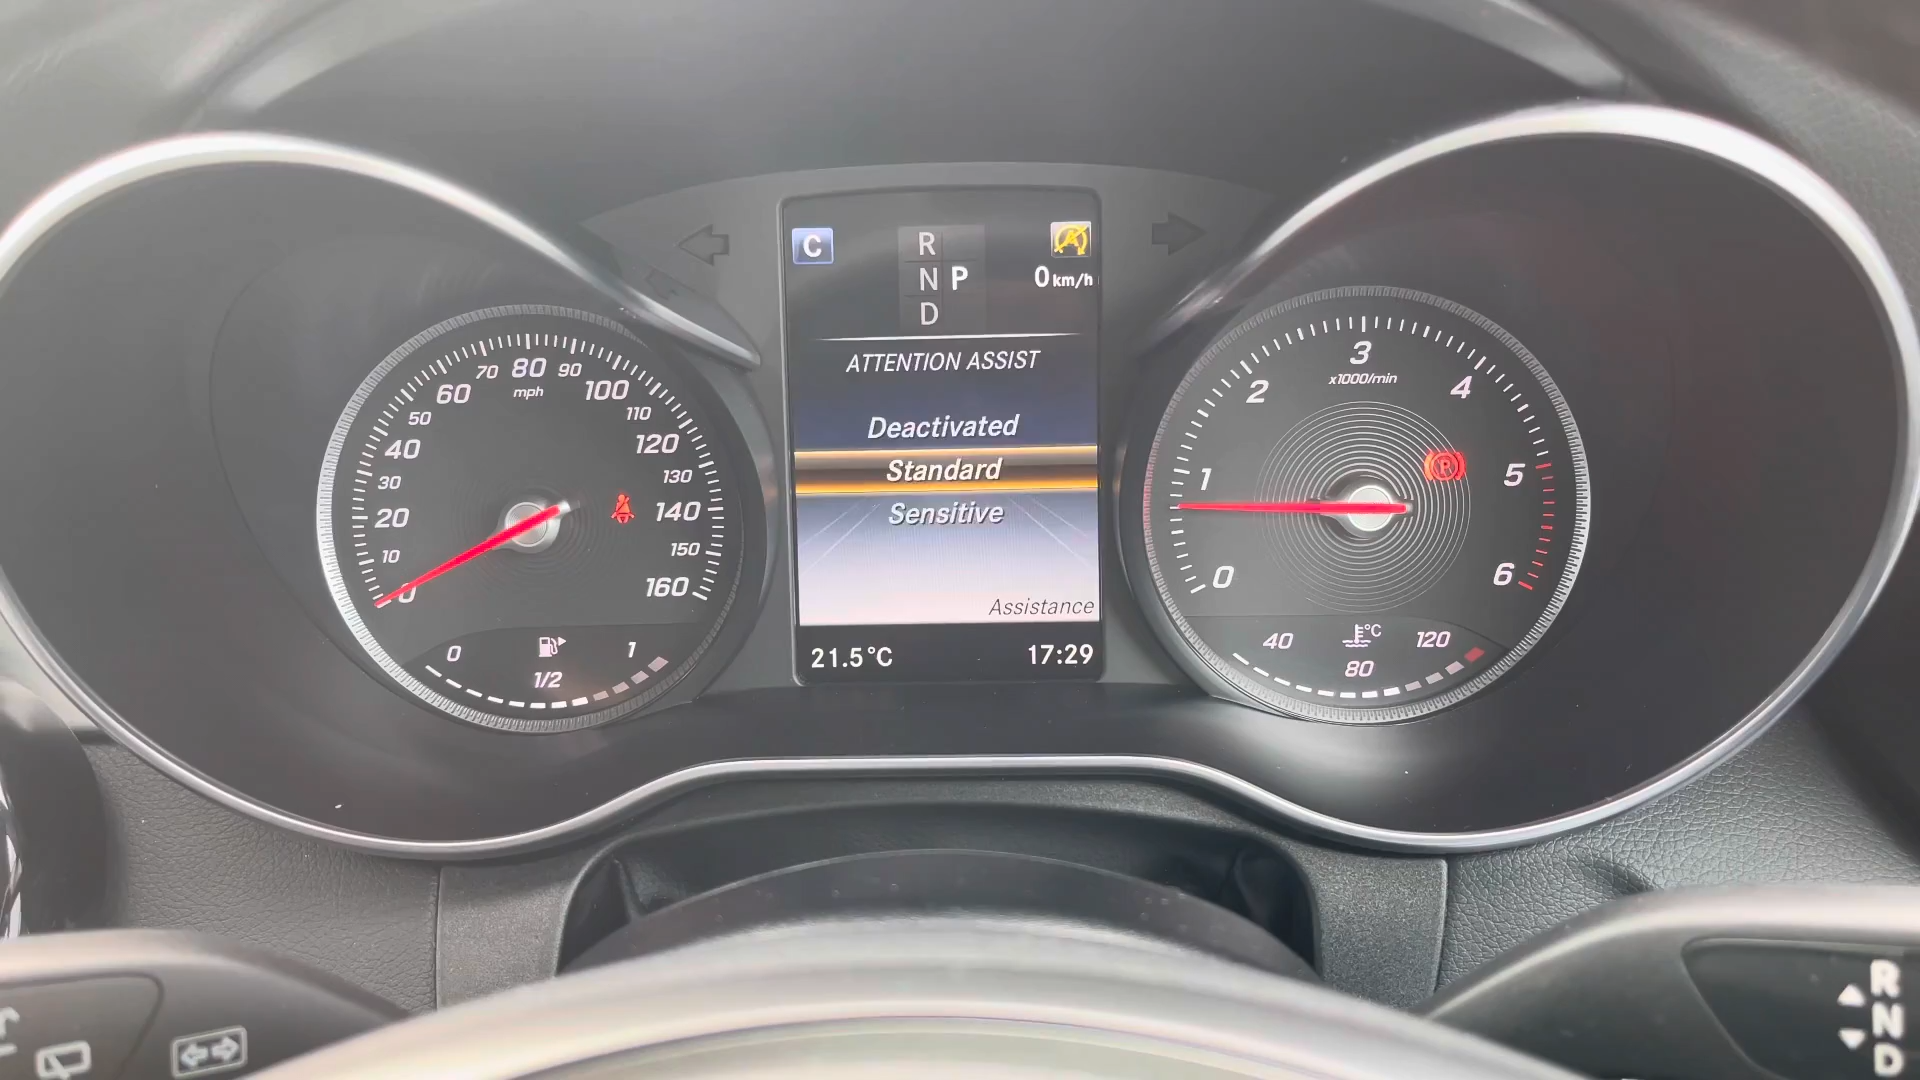 C
R
N P
D
0 km/h
ATTENTION ASSIST
Deactivated
Standard
Sensitive
Assistance
21.5°C
17:29
0
10
20
30
40
50
60
70
80
90
100
110
120
130
140
150
160
mph
0
1/2
1
0
1
2
3
4
5
6
x1000/min
P
40
80
120
°C
R
N
D